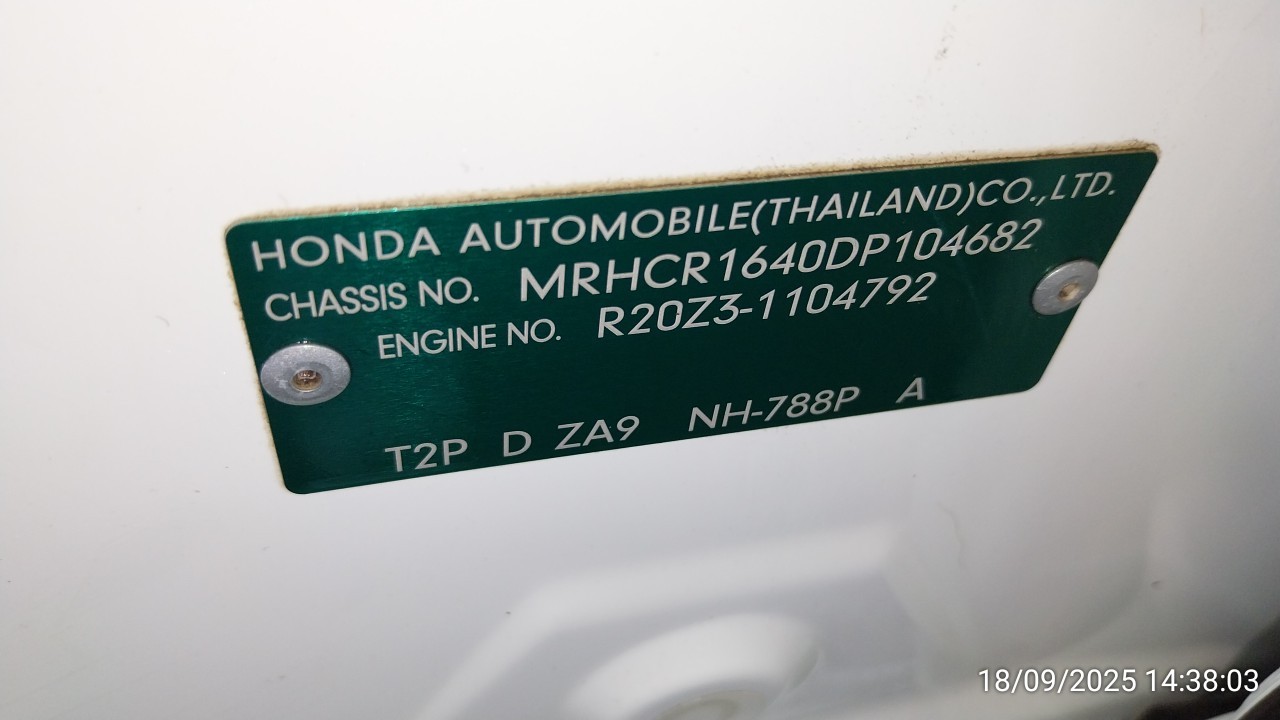 HONDA AUTOMOBILE(THAILAND)CO.,LTD.
CHASSIS NO. MRHCR1640DP104682
ENGINE NO. R20Z3-1104792
T2P D ZA9 NH-788P A
18/09/2025 14:38:03